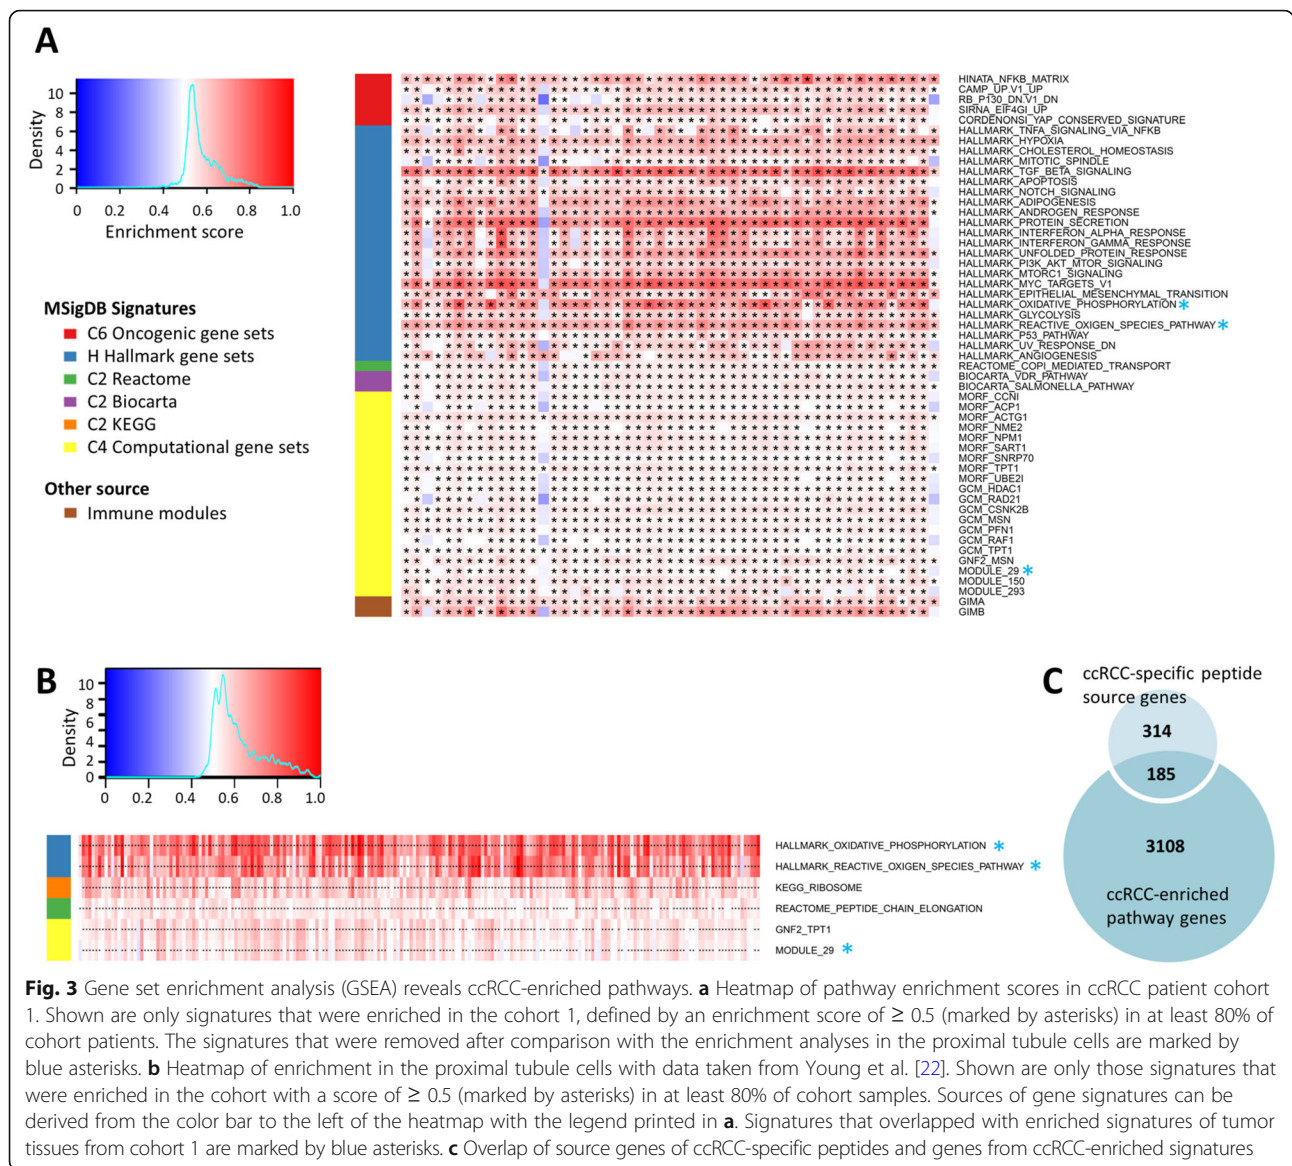 A
10
8
6
4
2
0
Density
0 0.2 0.4 0.6 0.8 1.0
Enrichment score
MSigDB Signatures
C6 Oncogenic gene sets
H Hallmark gene sets
C2 Reactome
C2 Biocarta
C2 KEGG
C4 Computational gene sets
Other source
Immune modules
HINATA_NFKB_MATRIX
CAMP_UP.V1_UP
RB_P130_DN.V1_DN
SIRNA_EIF4GI_UP
CORDENONSI_YAP_CONSERVED_SIGNATURE
HALLMARK_TNFA_SIGNALING_VIA_NFKB
HALLMARK_HYPOXIA
HALLMARK_CHOLESTEROL_HOMEOSTASIS
HALLMARK_MITOTIC_SPINDLE
HALLMARK_TGF_BETA_SIGNALING
HALLMARK_APOPTOSIS
HALLMARK_NOTCH_SIGNALING
HALLMARK_ADIPOGENESIS
HALLMARK_ANDROGEN_RESPONSE
HALLMARK_PROTEIN_SECRETION
HALLMARK_INTERFERON_ALPHA_RESPONSE
HALLMARK_INTERFERON_GAMMA_RESPONSE
HALLMARK_UNFOLDED_PROTEIN_RESPONSE
HALLMARK_PI3K_AKT_MTOR_SIGNALING
HALLMARK_MTORC1_SIGNALING
HALLMARK_MYC_TARGETS_V1
HALLMARK_EPITHELIAL_MESENCHYMAL_TRANSITION
HALLMARK_OXIDATIVE_PHOSPHORYLATION *
HALLMARK_GLYCOLYSIS
HALLMARK_REACTIVE_OXIGEN_SPECIES_PATHWAY *
HALLMARK_P53_PATHWAY
HALLMARK_UV_RESPONSE_DN
HALLMARK_ANGIOGENESIS
REACTOME_COPI_MEDIATED_TRANSPORT
BIOCARTA_VDR_PATHWAY
BIOCARTA_SALMONELLA_PATHWAY
MORF_CCNI
MORF_ACP1
MORF_ACTG1
MORF_NME2
MORF_NPM1
MORF_SART1
MORF_SNRP70
MORF_TPT1
MORF_UBE2I
GCM_HDAC1
GCM_RAD21
GCM_CSNK2B
GCM_MSN
GCM_PFN1
GCM_RAF1
GCM_TPT1
GNF2_MSN
MODULE_29 *
MODULE_150
MODULE_293
GIMA
GIMB
B
10
8
6
4
2
0
Density
0 0.2 0.4 0.6 0.8 1.0
HALLMARK_OXIDATIVE_PHOSPHORYLATION *
HALLMARK_REACTIVE_OXIGEN_SPECIES_PATHWAY *
KEGG_RIBOSOME
REACTOME_PEPTIDE_CHAIN_ELONGATION
GNF2_TPT1
MODULE_29 *
C
ccRCC-specific peptide
source genes
314
185
3108
ccRCC-enriched
pathway genes
Fig. 3 Gene set enrichment analysis (GSEA) reveals ccRCC-enriched pathways. a Heatmap of pathway enrichment scores in ccRCC patient cohort
1. Shown are only signatures that were enriched in the cohort 1, defined by an enrichment score of ≥ 0.5 (marked by asterisks) in at least 80% of
cohort patients. The signatures that were removed after comparison with the enrichment analyses in the proximal tubule cells are marked by
blue asterisks. b Heatmap of enrichment in the proximal tubule cells with data taken from Young et al. [22]. Shown are only those signatures that
were enriched in the cohort with a score of ≥ 0.5 (marked by asterisks) in at least 80% of cohort samples. Sources of gene signatures can be
derived from the color bar to the left of the heatmap with the legend printed in a. Signatures that overlapped with enriched signatures of tumor
tissues from cohort 1 are marked by blue asterisks. c Overlap of source genes of ccRCC-specific peptides and genes from ccRCC-enriched signatures